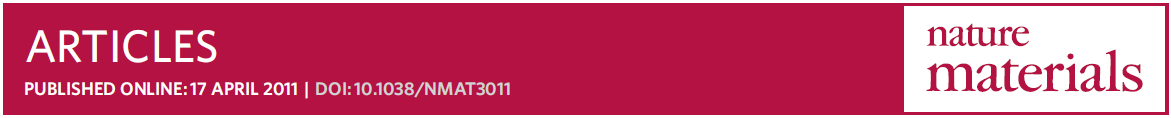 ARTICLES
PUBLISHED ONLINE: 17 APRIL 2011 | DOI: 10.1038/NMAT3011
nature
materials